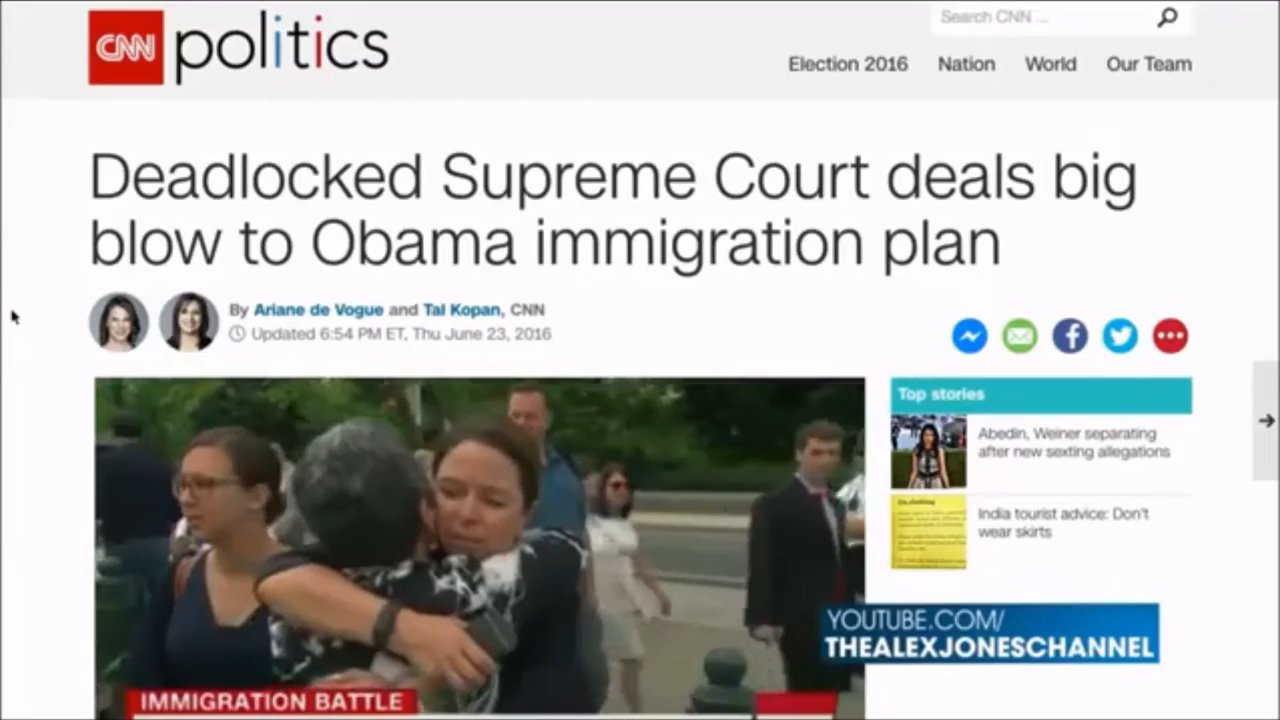 CNN politics
Search CNN ...
Election 2016 Nation World Our Team
Deadlocked Supreme Court deals big
blow to Obama immigration plan
By Ariane de Vogue and Tal Kopan, CNN
Updated 6:54 PM ET, Thu June 23, 2016
Top stories
Abedin, Weiner separating
after new sexting allegations
India tourist advice: Don't
wear skirts
YOUTUBE.COM/
THEALEXJONESCHANNEL
IMMIGRATION BATTLE